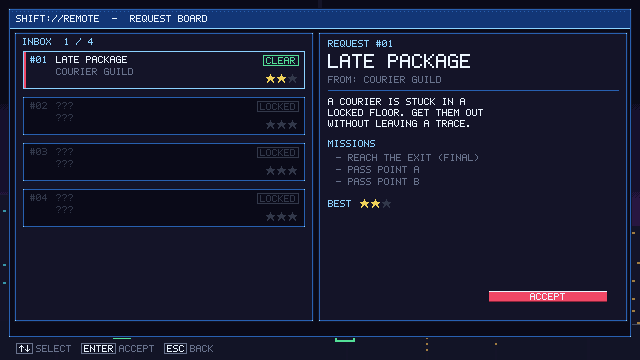 SHIFT://REMOTE - REQUEST BOARD
INBOX 1 / 4
#01 LATE PACKAGE CLEAR
COURIER GUILD
#02 ??? LOCKED
???
#03 ??? LOCKED
???
#04 ??? LOCKED
???
REQUEST #01
LATE PACKAGE
FROM: COURIER GUILD
A COURIER IS STUCK IN A
LOCKED FLOOR. GET THEM OUT
WITHOUT LEAVING A TRACE.
MISSIONS
- REACH THE EXIT (FINAL)
- PASS POINT A
- PASS POINT B
BEST
ACCEPT
↑↓ SELECT ENTER ACCEPT ESC BACK